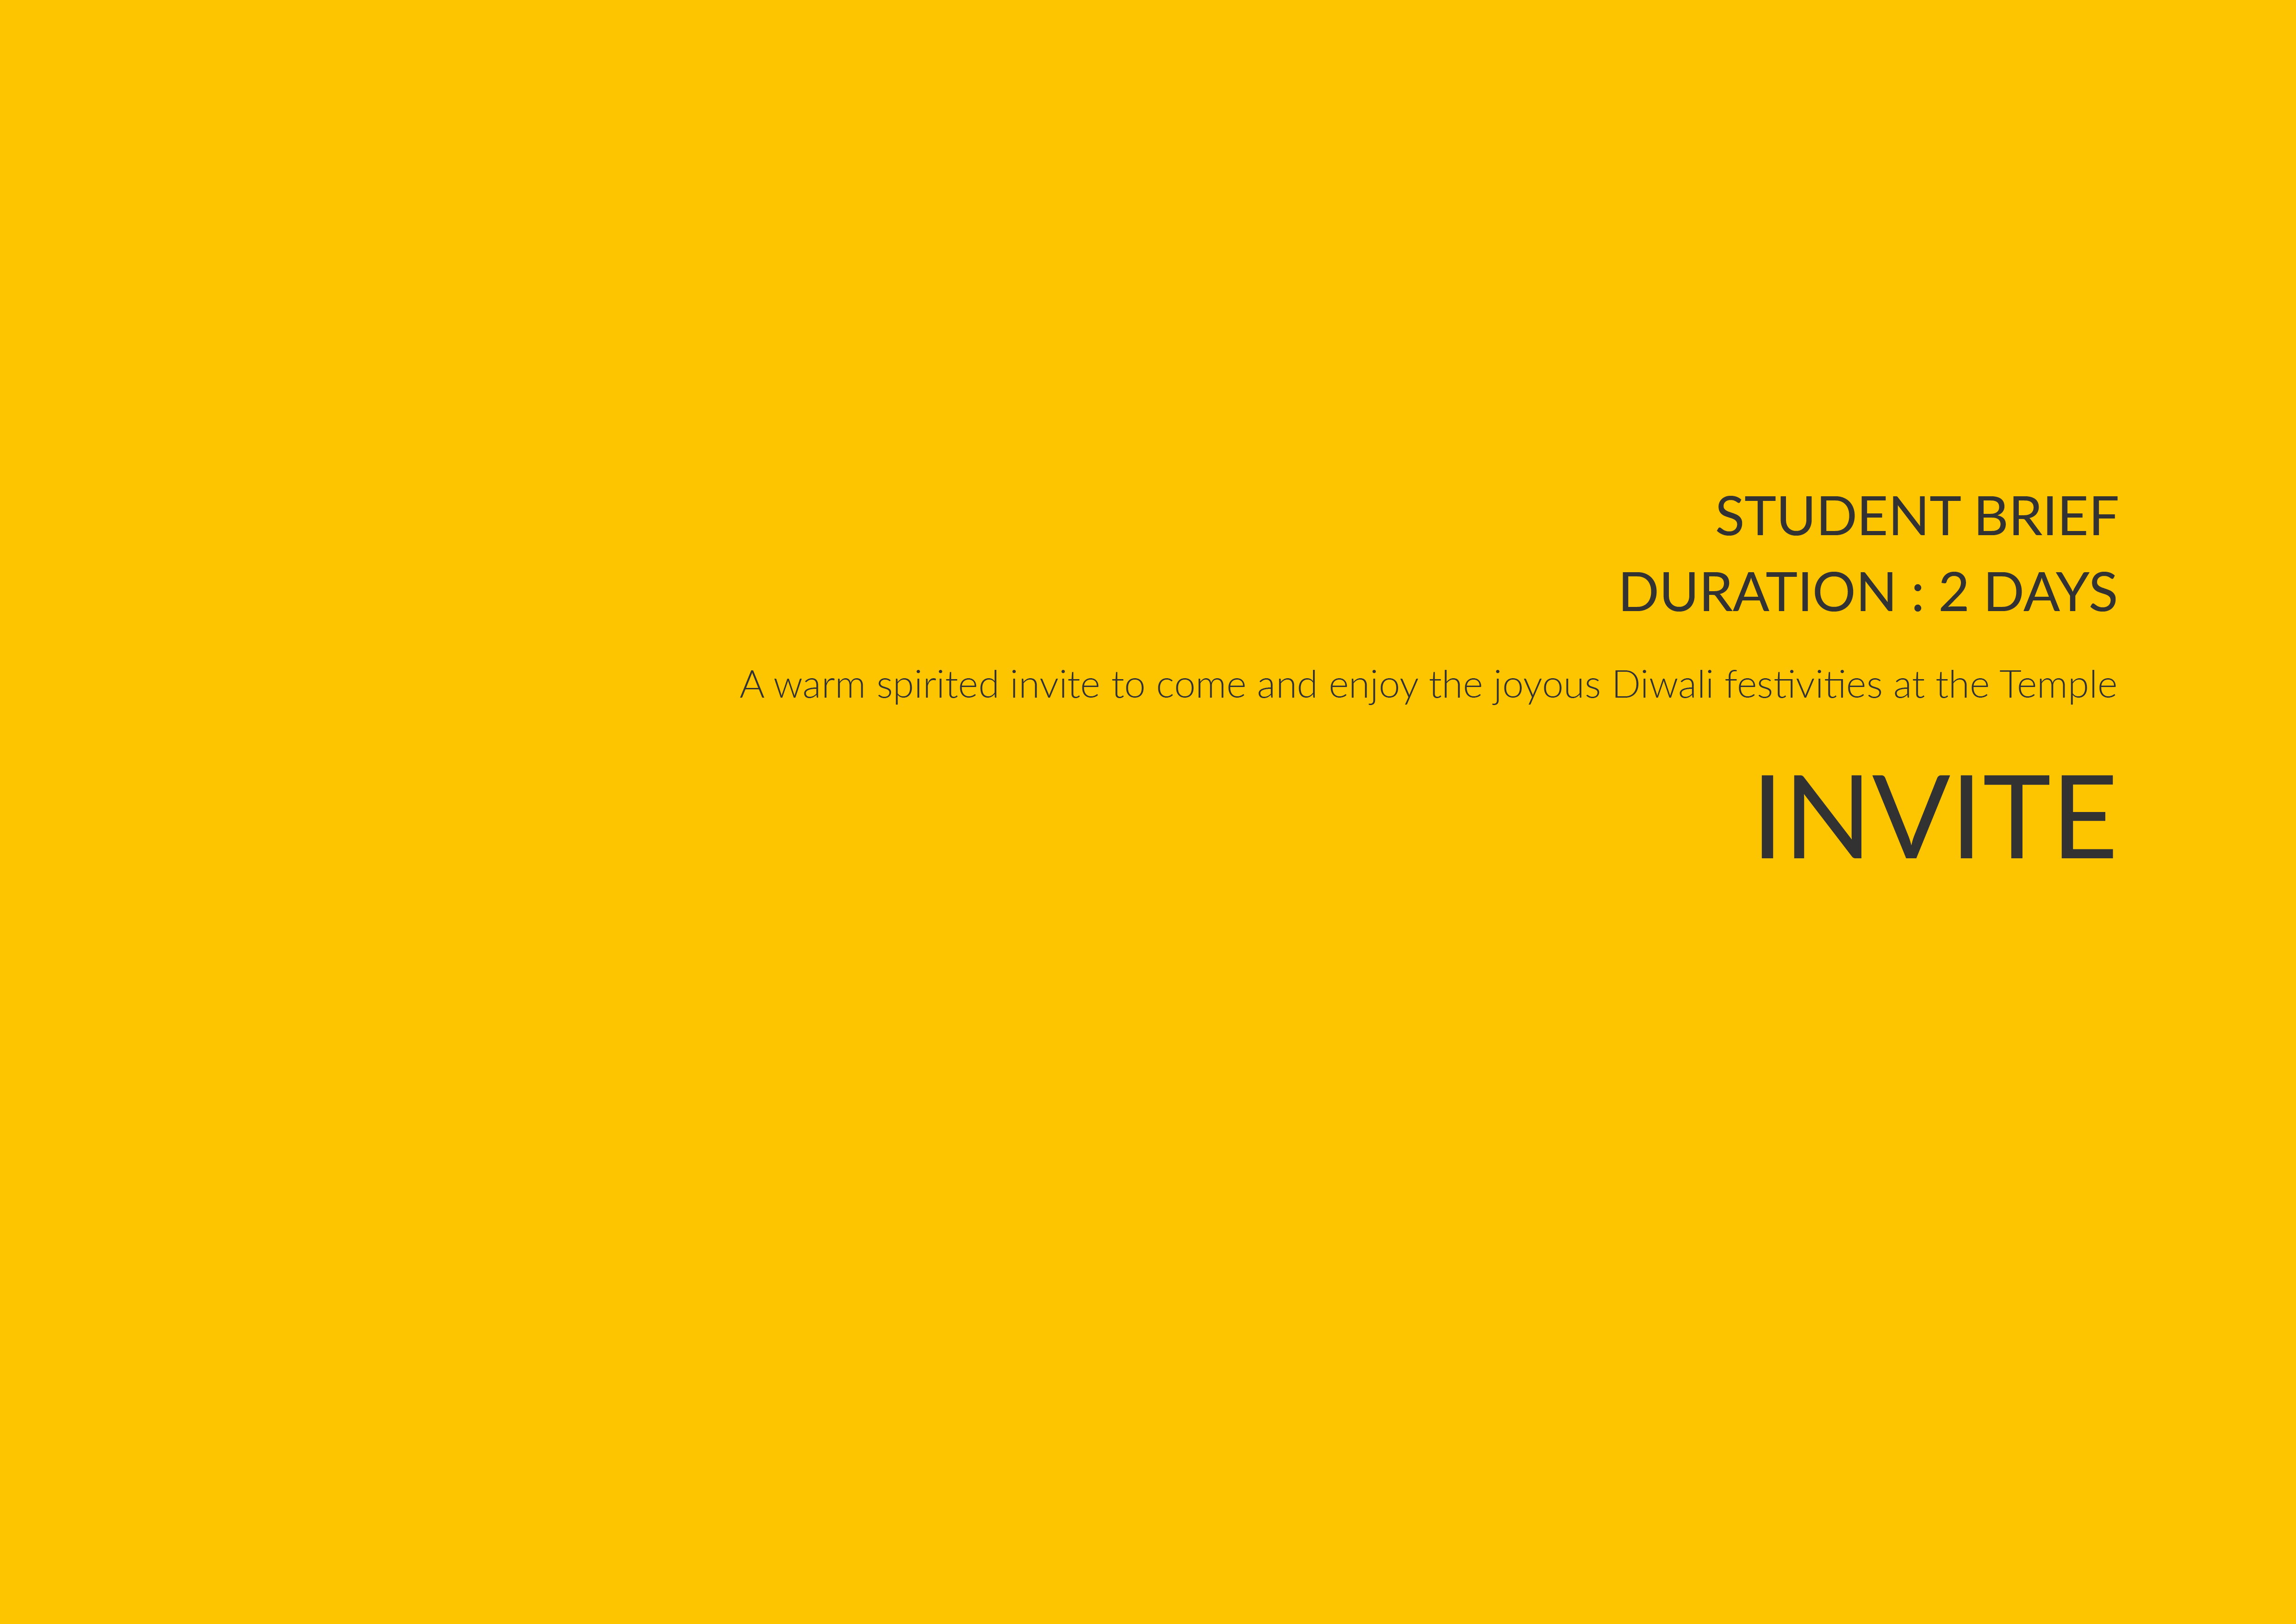 STUDENT BRIEF
DURATION : 2 DAYS
A warm spirited invite to come and enjoy the joyous Diwali festivities at the Temple
INVITE